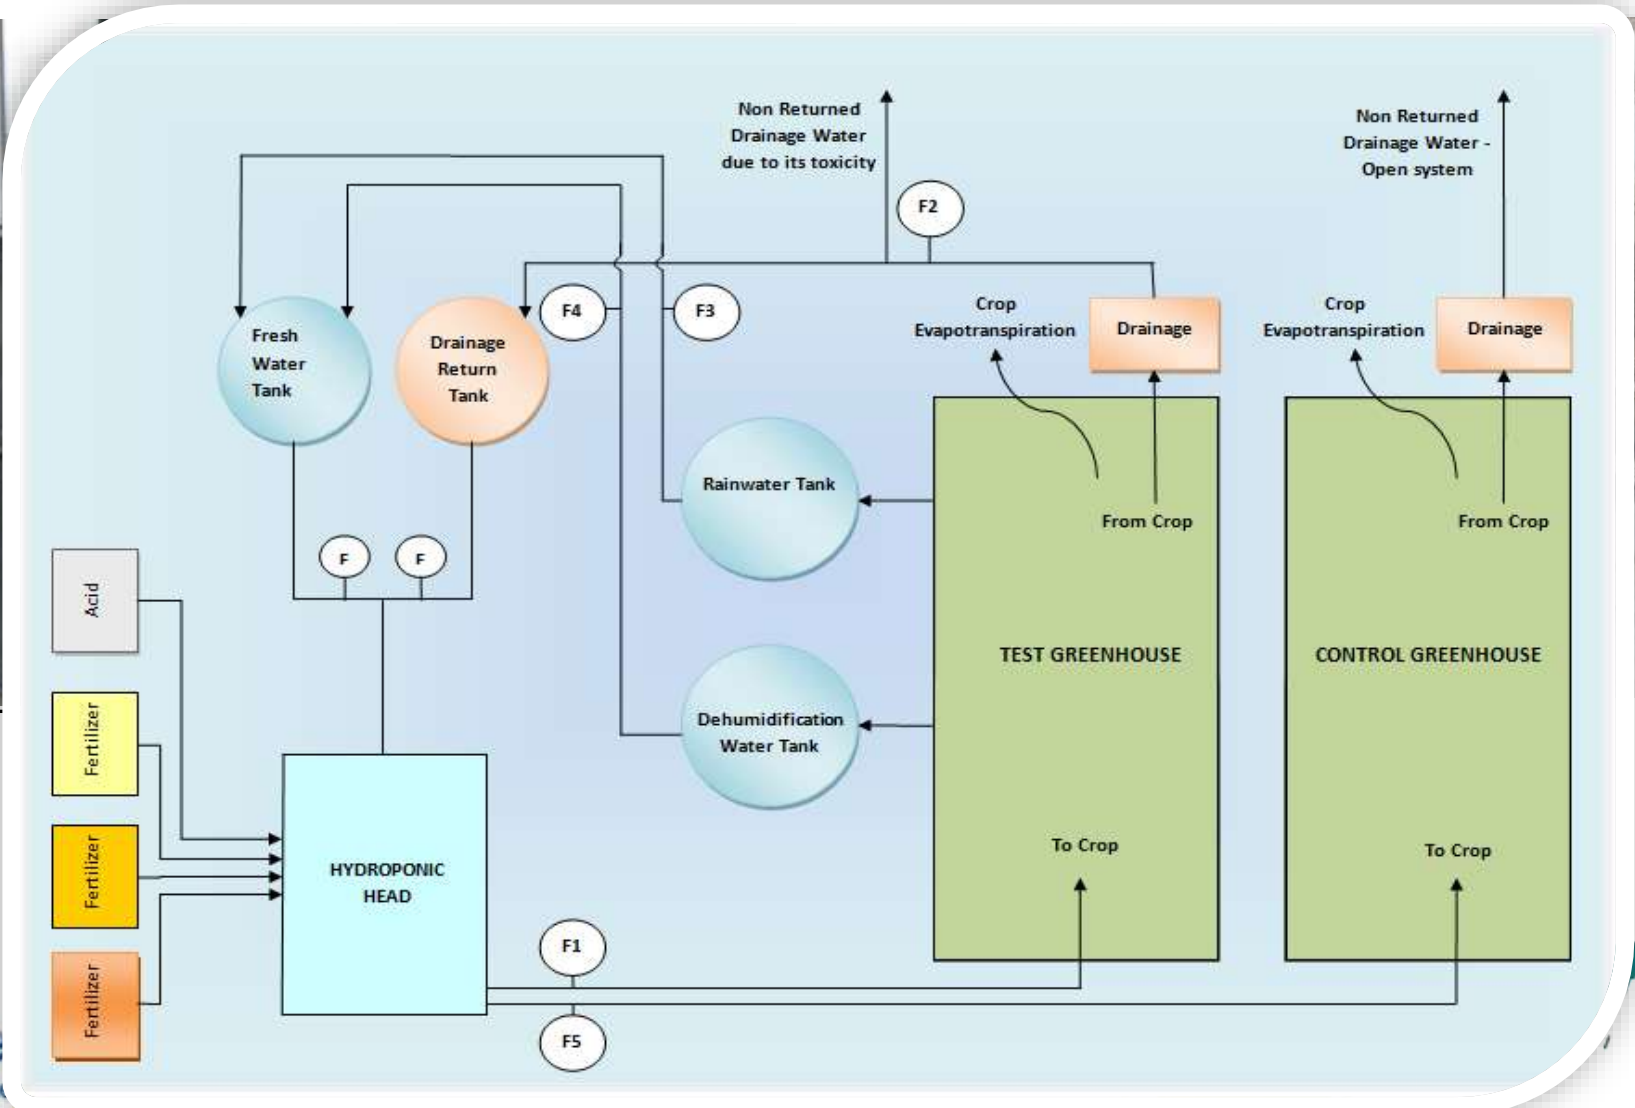 Non Returned
Drainage Water
due to its toxicity
Non Returned
Drainage Water -
Open system
F2
Fresh
Water
Tank
Drainage
Return
Tank
F4
F3
Crop
Evapotranspiration
Drainage
Crop
Evapotranspiration
Drainage
Rainwater Tank
From Crop
From Crop
F
F
Acid
TEST GREENHOUSE
CONTROL GREENHOUSE
Fertilizer
Dehumidification
Water Tank
Fertilizer
HYDROPONIC
HEAD
To Crop
To Crop
Fertilizer
F1
F5